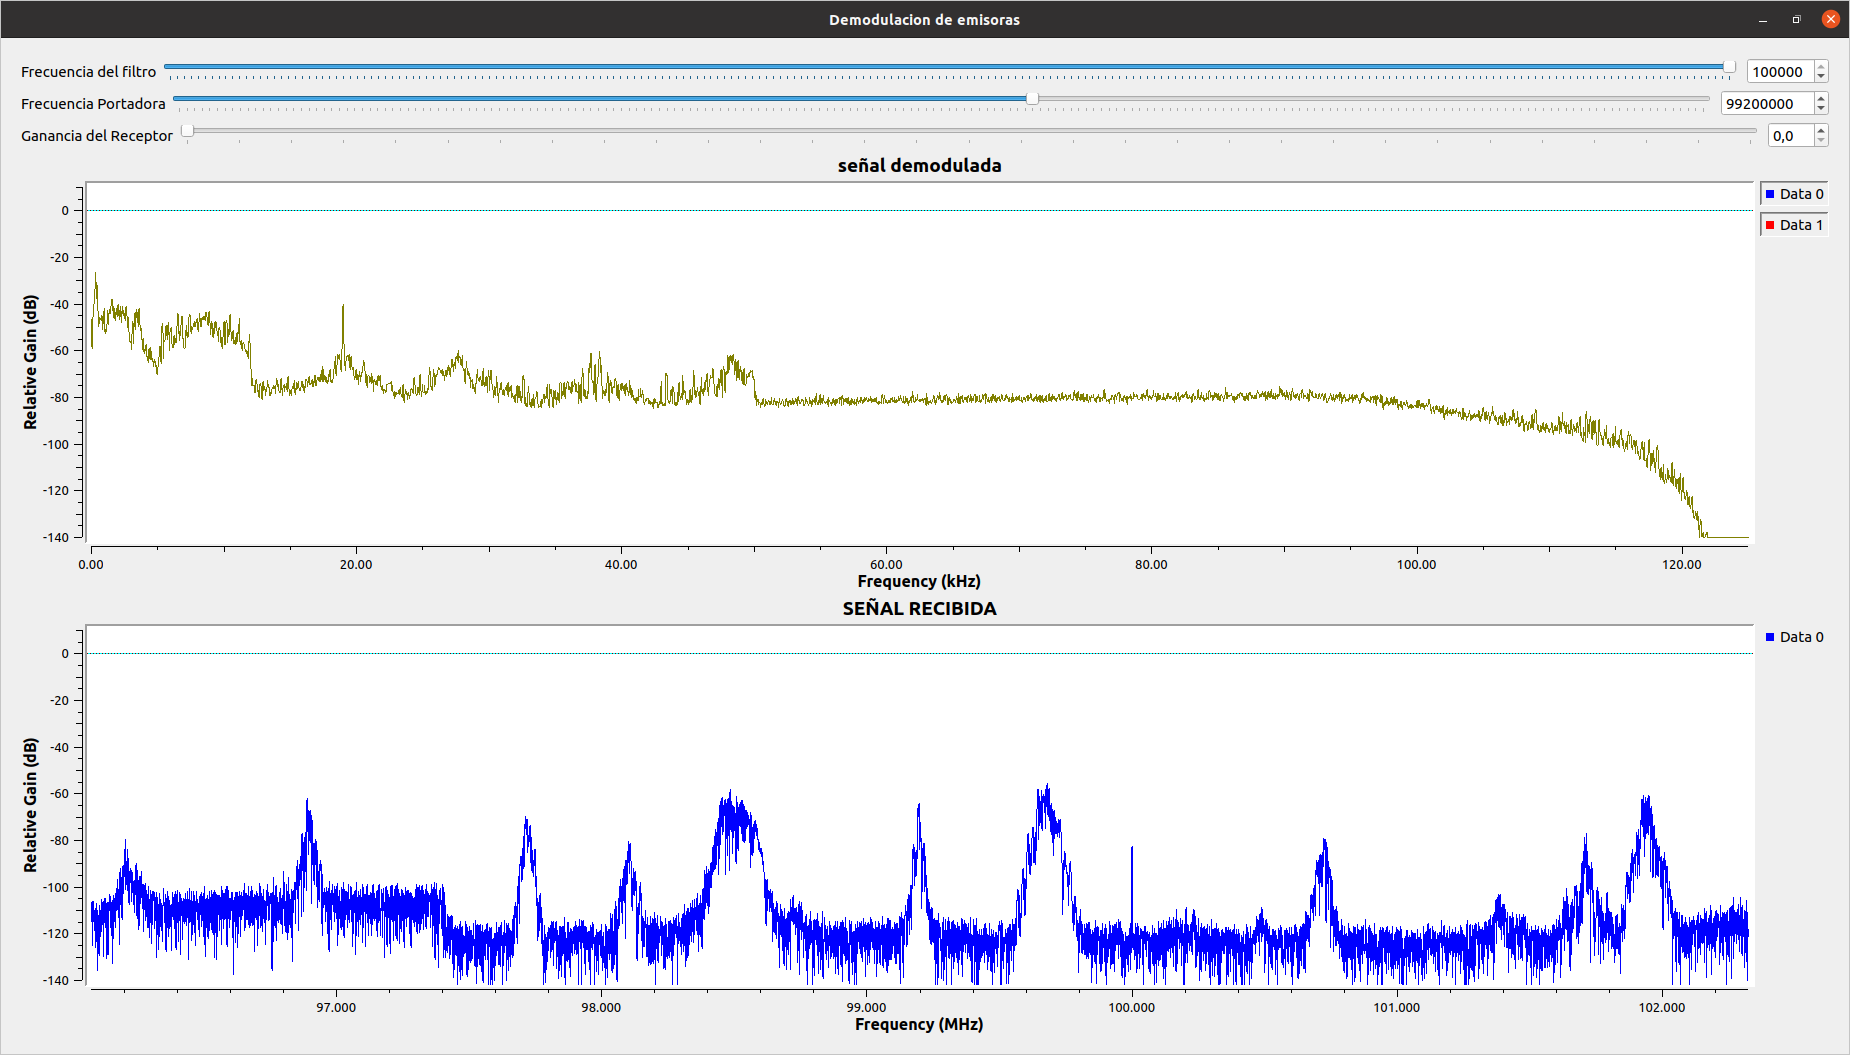 Demodulacion de emisoras
Frecuencia del filtro 100000
Frecuencia Portadora 99200000
Ganancia del Receptor 0,0
señal demodulada
Data 0
Data 1
Relative Gain (dB)
0
-20
-40
-60
-80
-100
-120
-140
0.00 20.00 40.00 60.00 80.00 100.00 120.00
Frequency (kHz)
SEÑAL RECIBIDA
Data 0
Relative Gain (dB)
0
-20
-40
-60
-80
-100
-120
-140
97.000 98.000 99.000 100.000 101.000 102.000
Frequency (MHz)